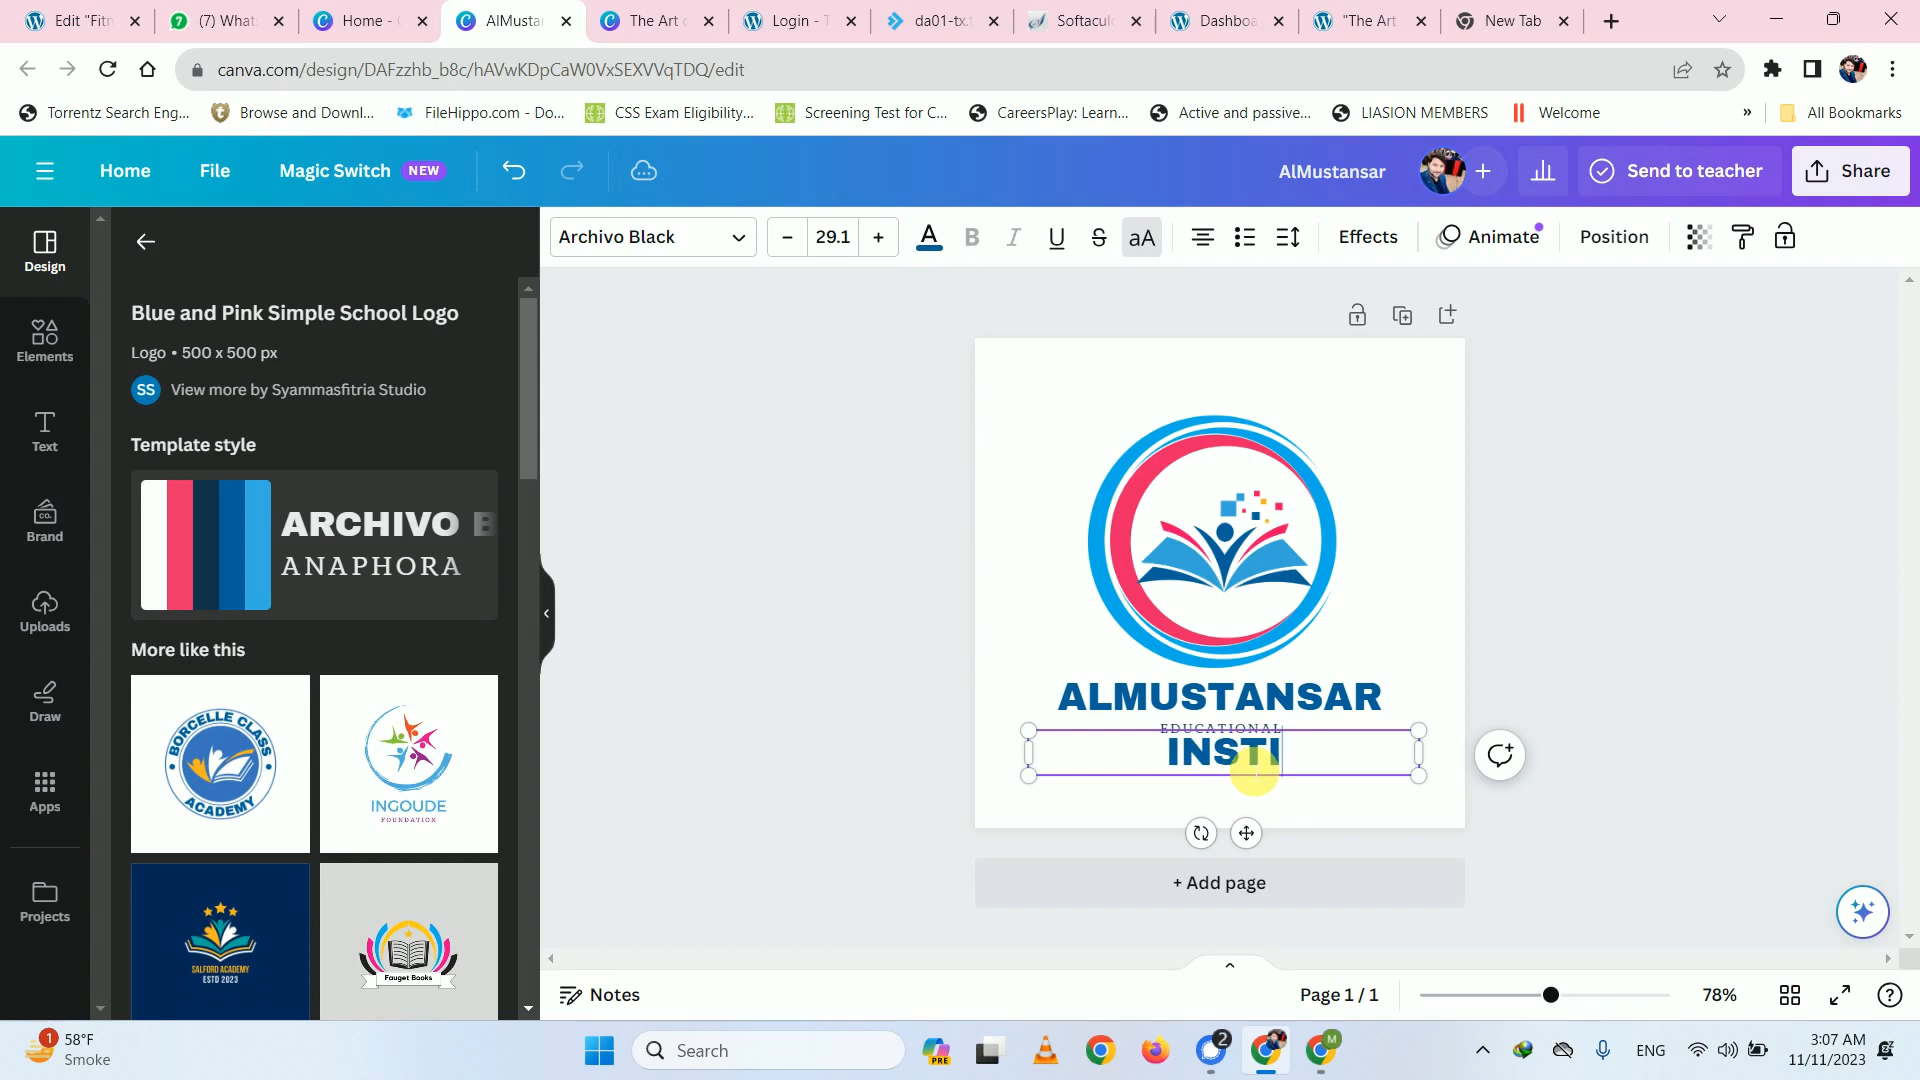 Edit "Fitn
(7) What
Home -
AlMustan
The Art
Login - T
da01-tx.
Softacul
Dashboa
"The Art
New Tab
canva.com/design/DAFzzhb_b8c/hAVwKDpCaW0VxSEXVVqTDQ/edit
Torrentz Search Eng...
Browse and Downl...
FileHippo.com - Do...
CSS Exam Eligibility...
Screening Test for C...
CareersPlay: Learn...
Active and passive...
LIASION MEMBERS
Welcome
»
All Bookmarks
Home
File
Magic Switch NEW
AlMustansar
Send to teacher
Share
Archivo Black
– 29.1 +
A B I U S aA
Effects
Animate
Position
Design
Elements
Text
Brand
Uploads
Draw
Apps
Projects
Blue and Pink Simple School Logo
Logo • 500 x 500 px
SS View more by Syammasfitria Studio
Template style
ARCHIVO B
ANAPHORA
More like this
BORCELLE CLASS
ACADEMY
INGOUDE
FOUNDATION
SALFORD ACADEMY
ESTD 2023
Fauget Books
ALMUSTANSAR
EDUCATIONAL
INSTI
+ Add page
Notes
Page 1 / 1
78%
1
58°F
Smoke
Search
PRE
2
M
ENG
3:07 AM
11/11/2023